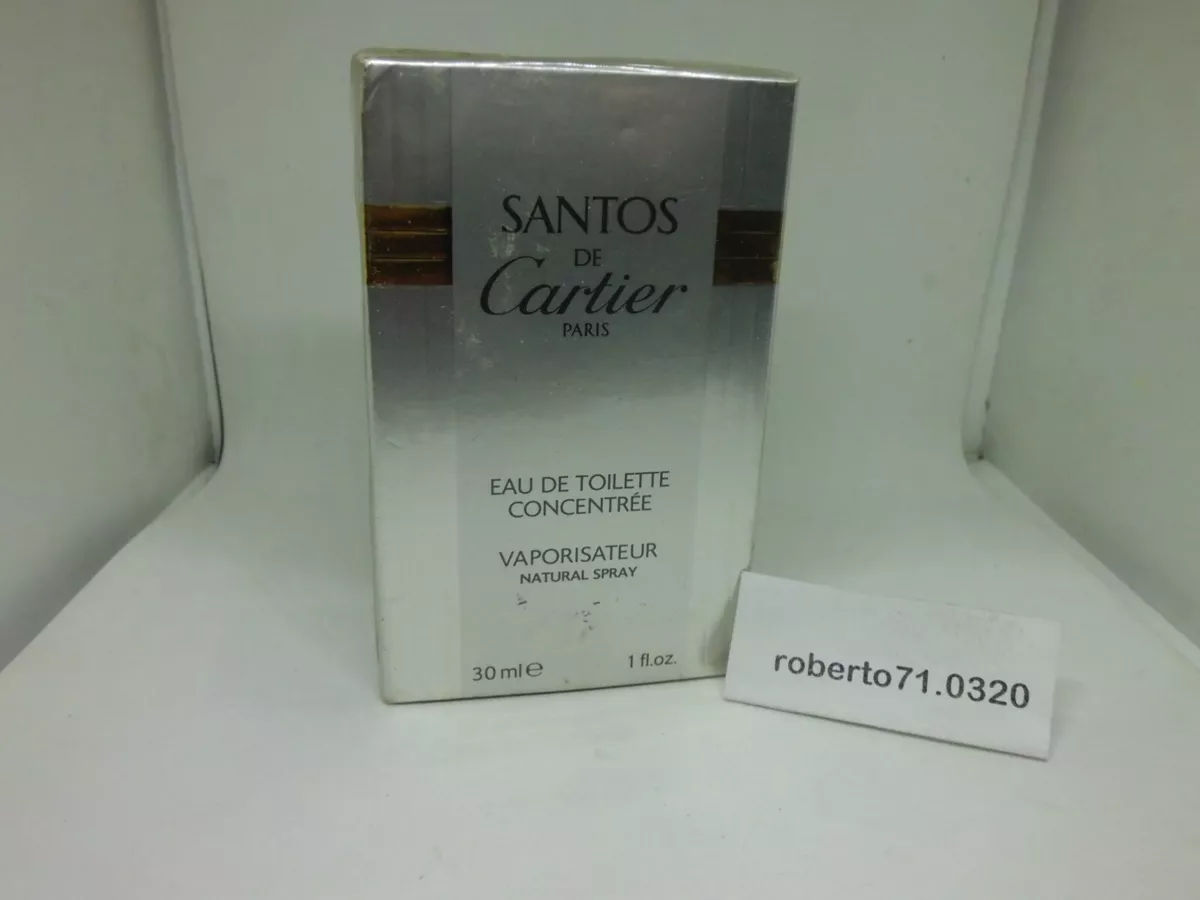 SANTOS
DE
Cartier
PARIS
EAU DE TOILETTE
CONCENTRÉE
VAPORISATEUR
NATURAL SPRAY
30 ml e
1 fl.oz.
roberto71.0320